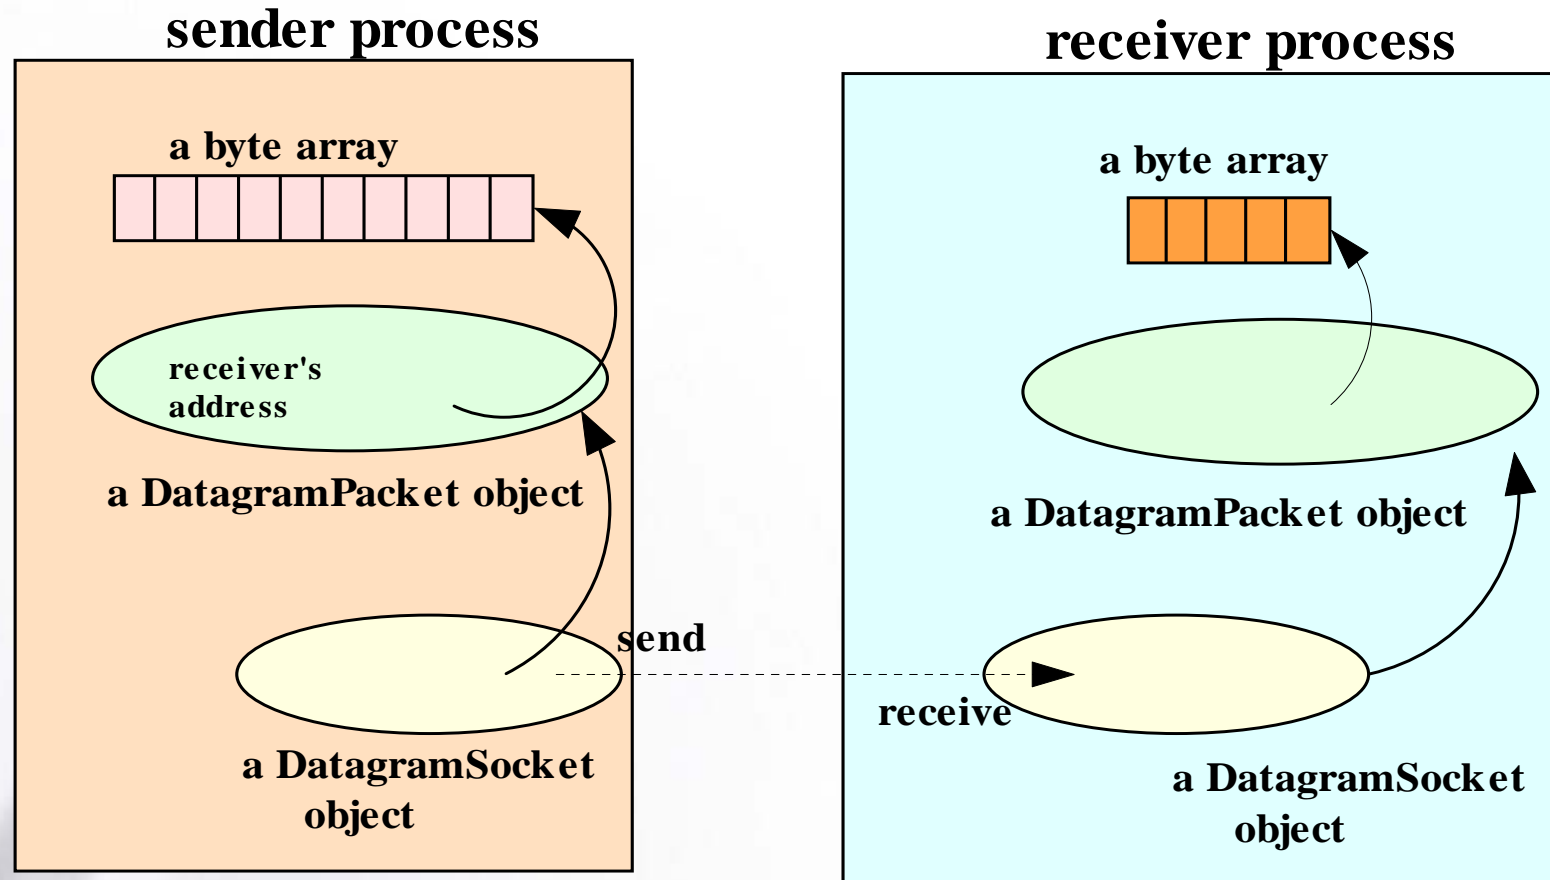 sender process
a byte array
receiver's
address
a DatagramPacket object
send
a DatagramSocket
object
receiver process
a byte array
a DatagramPacket object
receive
a DatagramSocket
object